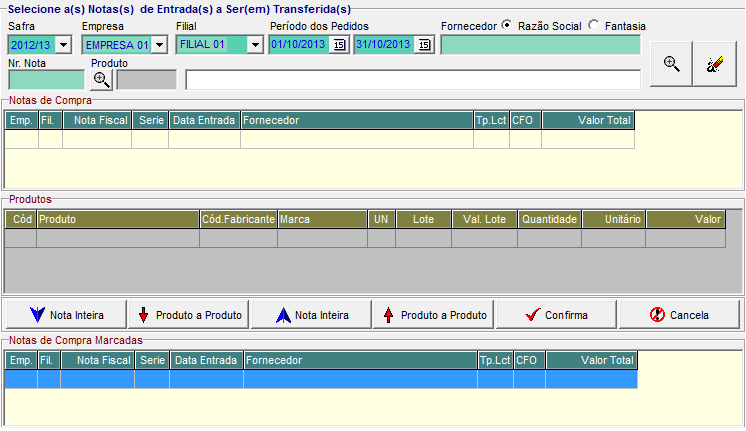 Selecione a(s) Notas(s) de Entrada(s) a Ser(em) Transferida(s)
Safra Empresa Filial Período dos Pedidos Fornecedor Razão Social Fantasia
2012/13 EMPRESA 01 FILIAL 01 01/10/2013 15 31/10/2013 15
Nr. Nota Produto
Notas de Compra
Emp. Fil. Nota Fiscal Serie Data Entrada Fornecedor Tp.Lct CFO Valor Total
Produtos
Cód Produto Cód.Fabricante Marca UN Lote Val. Lote Quantidade Unitário Valor
Nota Inteira Produto a Produto Nota Inteira Produto a Produto Confirma Cancela
Notas de Compra Marcadas
Emp. Fil. Nota Fiscal Serie Data Entrada Fornecedor Tp.Lct CFO Valor Total